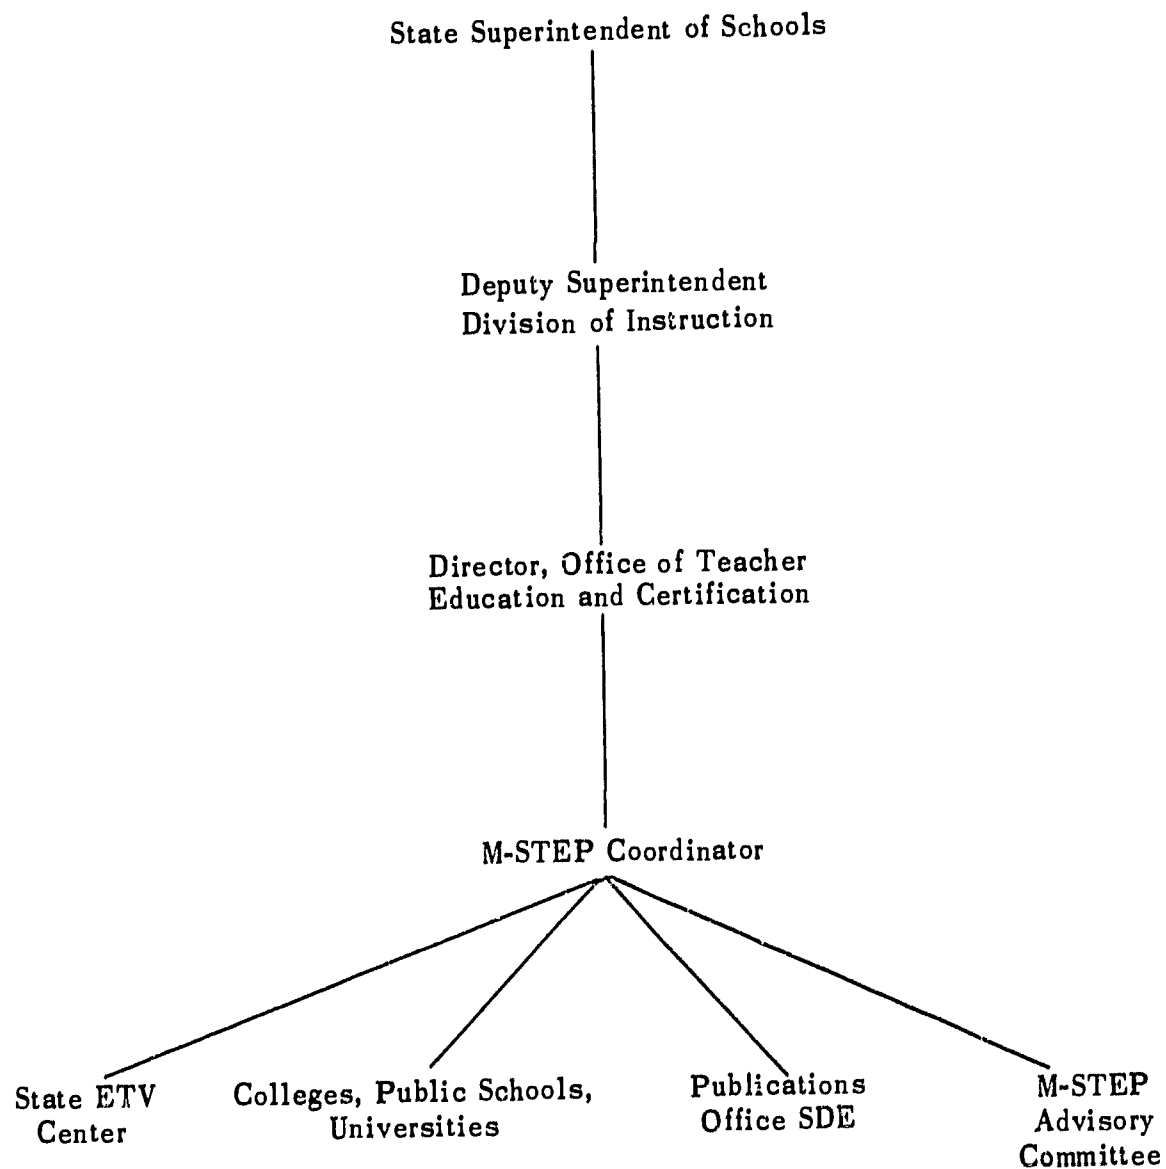 State Superintendent of Schools
Deputy Superintendent
Division of Instruction
Director, Office of Teacher
Education and Certification
M-STEP Coordinator
State ETV
Center
Colleges, Public Schools,
Universities
Publications
Office SDE
M-STEP
Advisory
Committee